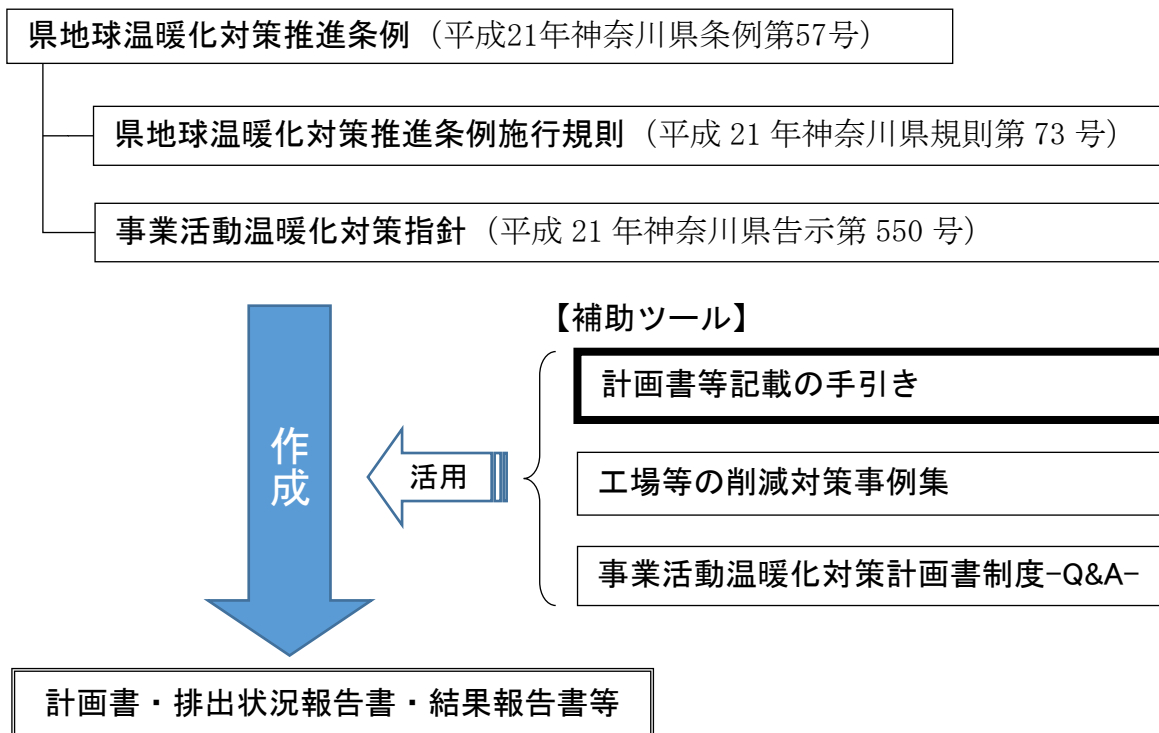 県地球温暖化対策推進条例（平成21年神奈川県条例第57号）
県地球温暖化対策推進条例施行規則（平成 21 年神奈川県規則第 73 号）
事業活動温暖化対策指針（平成 21 年神奈川県告示第 550 号）
【補助ツール】
計画書等記載の手引き
作成
活用
工場等の削減対策事例集
事業活動温暖化対策計画書制度-Q&A-
計画書・排出状況報告書・結果報告書等